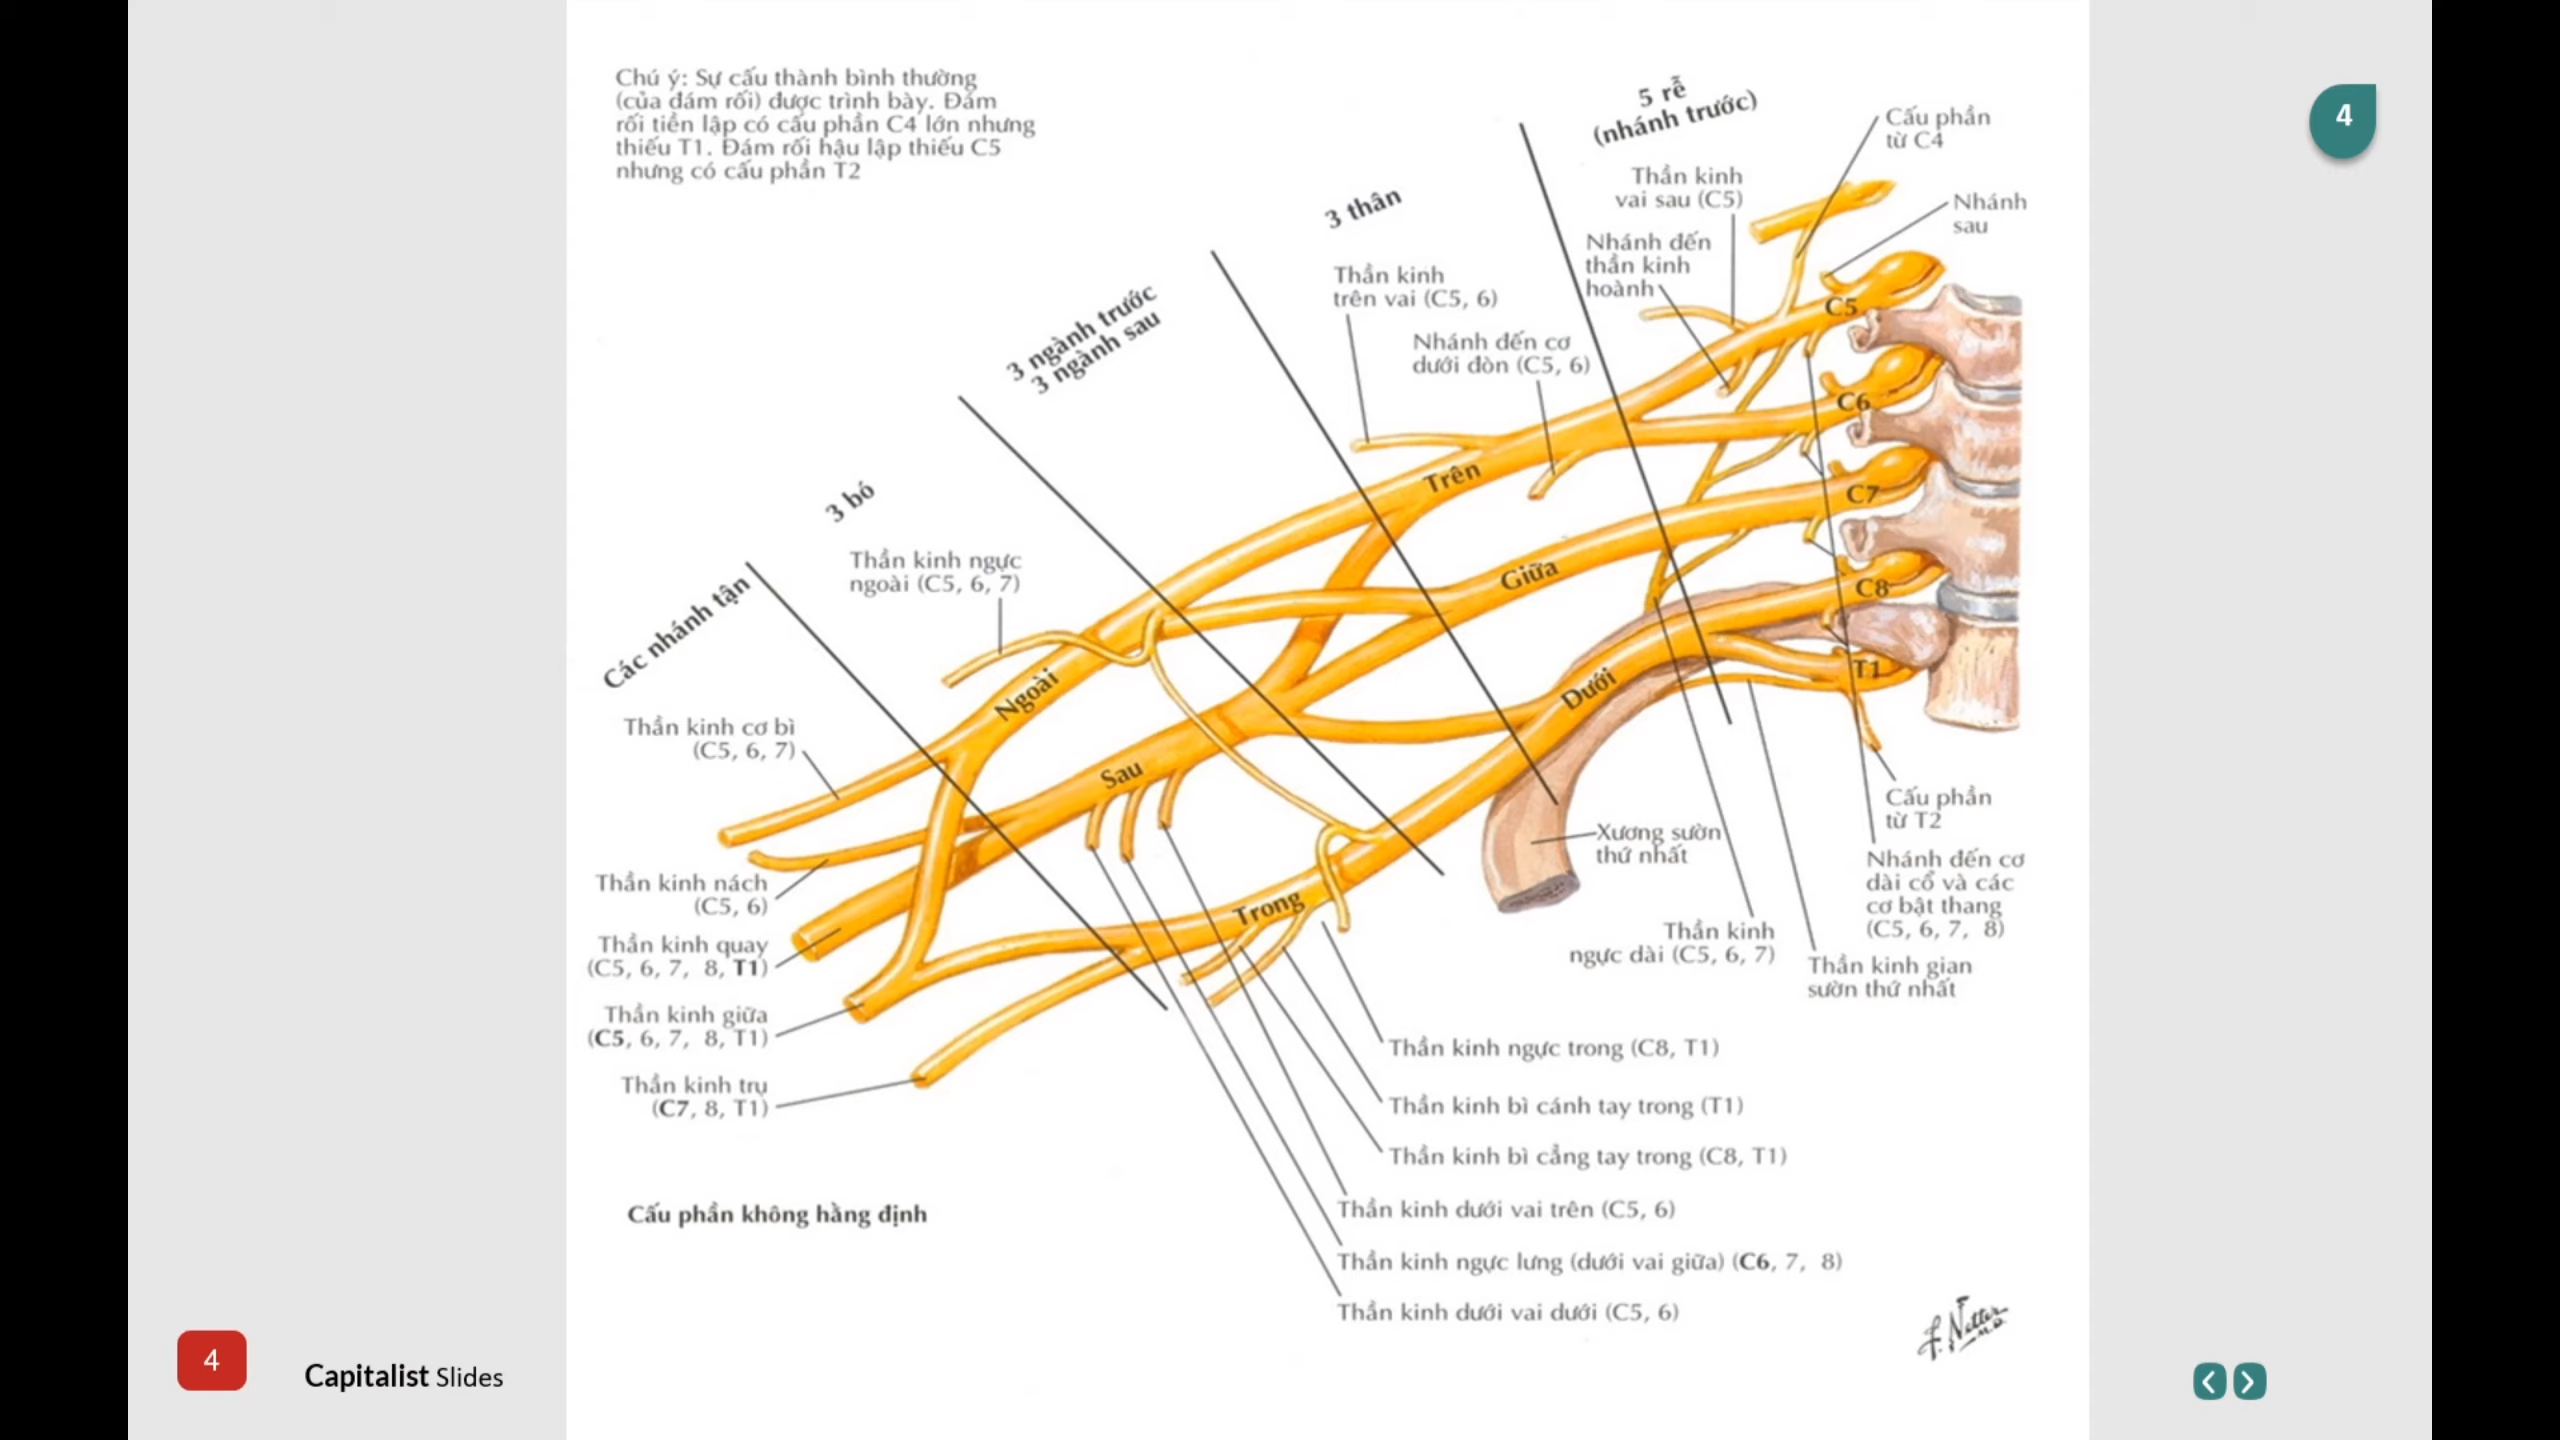 Chú ý: Sự cấu thành bình thường
(của đám rối) được trình bày. Đám
rối tiền lập có cấu phần C4 lớn nhưng
thiếu T1. Đám rối hậu lập thiếu C5
nhưng có cấu phần T2
5 rễ
(nhánh trước)
Cấu phần
từ C4
4
Thần kinh
vai sau (C5)
Nhánh
sau
3 thân
Nhánh đến
thần kinh
hoành
Thần kinh
trên vai (C5, 6)
Nhánh đến cơ
dưới đòn (C5, 6)
3 ngành trước
3 ngành sau
C5
C6
C7
C8
T1
Trên
Giữa
Dưới
3 bó
Thần kinh ngực
ngoài (C5, 6, 7)
Các nhánh tận
Ngoài
Sau
Trong
Thần kinh cơ bì
(C5, 6, 7)
Thần kinh nách
(C5, 6)
Thần kinh quay
(C5, 6, 7, 8, T1)
Thần kinh giữa
(C5, 6, 7, 8, T1)
Thần kinh trụ
(C7, 8, T1)
Xương sườn
thứ nhất
Cấu phần
từ T2
Nhánh đến cơ
dài cổ và các
cơ bật thang
(C5, 6, 7, 8)
Thần kinh
ngực dài (C5, 6, 7)
Thần kinh gian
sườn thứ nhất
Thần kinh ngực trong (C8, T1)
Thần kinh bì cánh tay trong (T1)
Thần kinh bì cẳng tay trong (C8, T1)
Thần kinh dưới vai trên (C5, 6)
Thần kinh ngực lưng (dưới vai giữa) (C6, 7, 8)
Thần kinh dưới vai dưới (C5, 6)
Cấu phần không hằng định
F. Netter
M.D.
4
Capitalist Slides